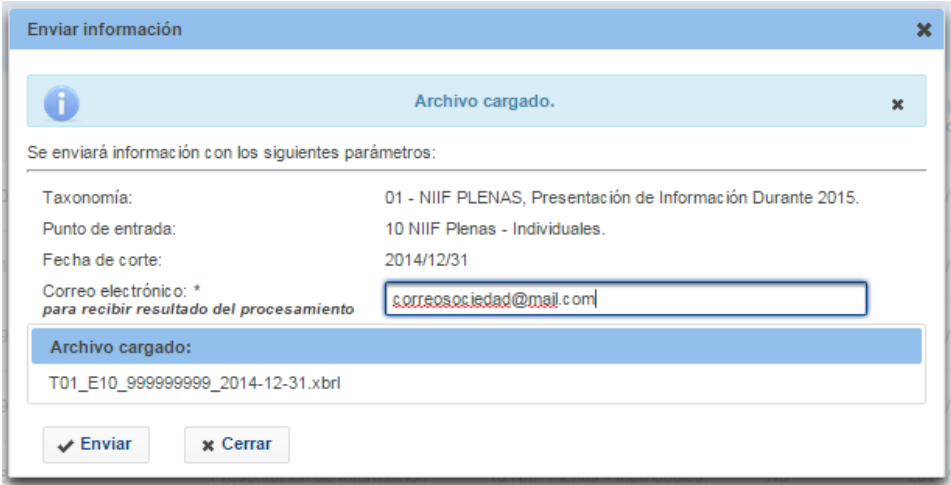 Enviar información
Archivo cargado.
Se enviará información con los siguientes parámetros:
Taxonomía: 01 - NIIF PLENAS, Presentación de Información Durante 2015.
Punto de entrada: 10 NIIF Plenas - Individuales.
Fecha de corte: 2014/12/31
Correo electrónico: * correosociedad@mail.com
para recibir resultado del procesamiento
Archivo cargado:
T01_E10_999999999_2014-12-31.xbrl
Enviar Cerrar